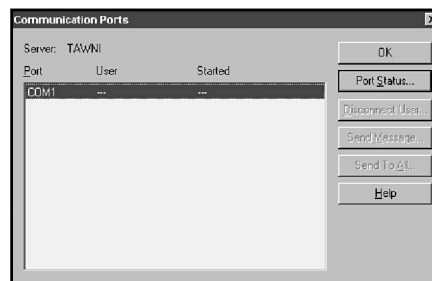 Communication Ports
Server: TAWNI
Port User Started
COM1 --- ---
OK
Port Status...
Disconnect User...
Send Message...
Send To All...
Help